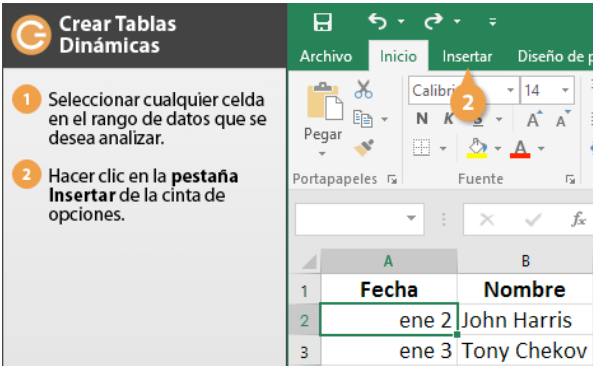 Crear Tablas
Dinámicas
1 Seleccionar cualquier celda
en el rango de datos que se
desea analizar.
2 Hacer clic en la pestaña
Insertar de la cinta de
opciones.
Archivo Inicio Insertar Diseño de p
Pegar
Calibri 14
N K S A A A
2
Portapapeles Fuente
fx
A B
1 Fecha Nombre
2 ene 2 John Harris
3 ene 3 Tony Chekov